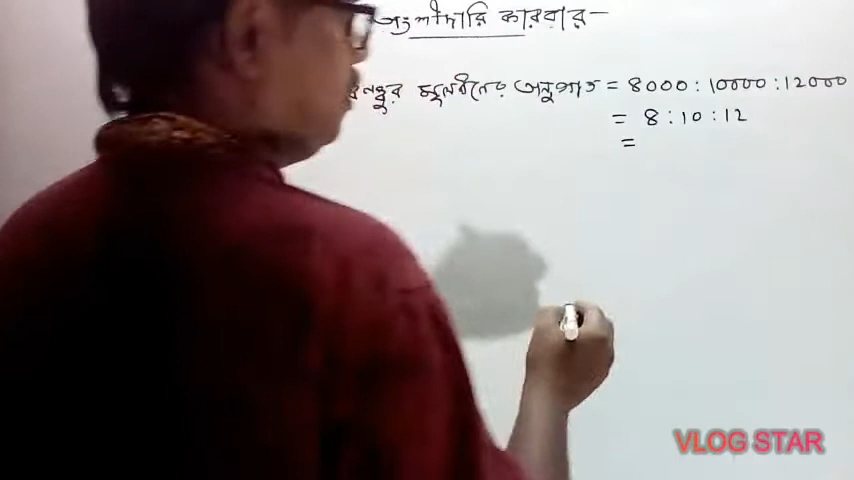 অংশীদারি কারবার—
বন্ধুর মূলধনের অনুপাত = 8000 : 10000 : 12000
= 8 : 10 : 12
=
VLOG STAR